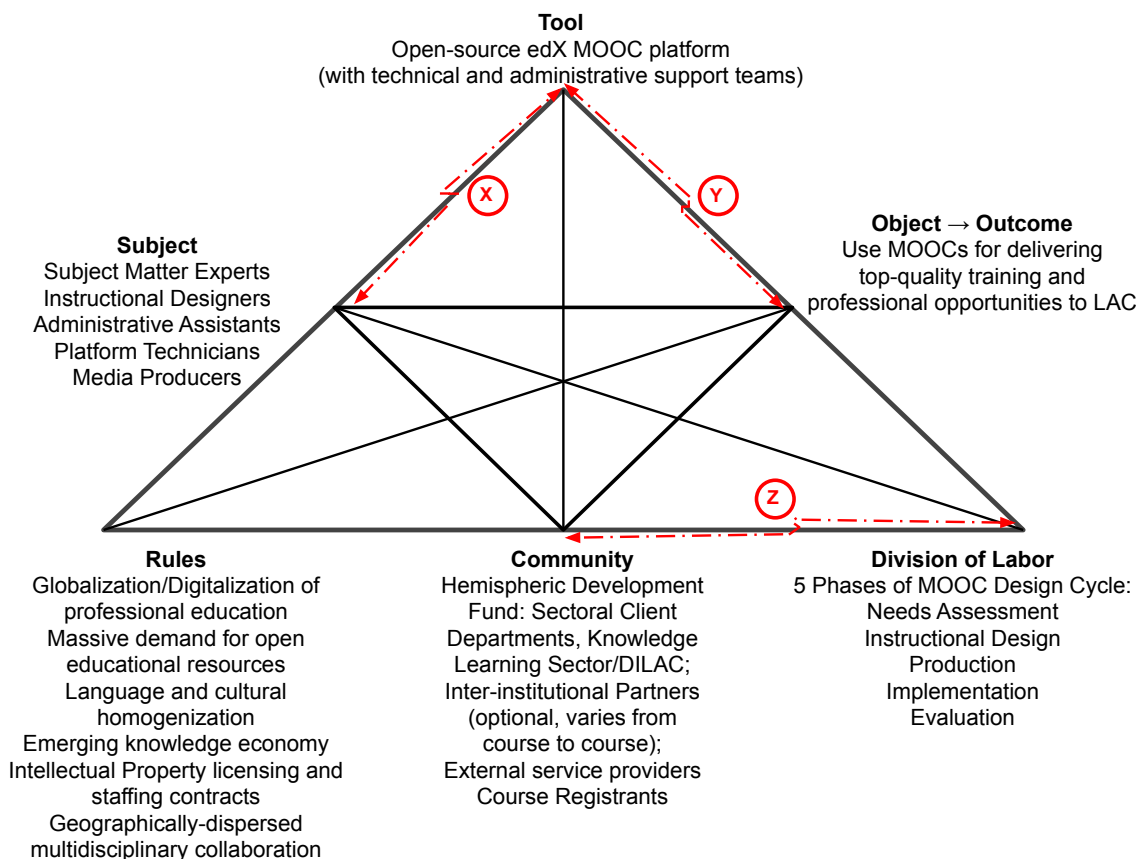 Tool
Open-source edX MOOC platform
(with technical and administrative support teams)
X
Y
Subject
Subject Matter Experts
Instructional Designers
Administrative Assistants
Platform Technicians
Media Producers
Object → Outcome
Use MOOCs for delivering
top-quality training and
professional opportunities to LAC
Z
Rules
Globalization/Digitalization of
professional education
Massive demand for open
educational resources
Language and cultural
homogenization
Emerging knowledge economy
Intellectual Property licensing and
staffing contracts
Geographically-dispersed
multidisciplinary collaboration
Community
Hemispheric Development
Fund: Sectoral Client
Departments, Knowledge
Learning Sector/DILAC;
Inter-institutional Partners
(optional, varies from
course to course);
External service providers
Course Registrants
Division of Labor
5 Phases of MOOC Design Cycle:
Needs Assessment
Instructional Design
Production
Implementation
Evaluation